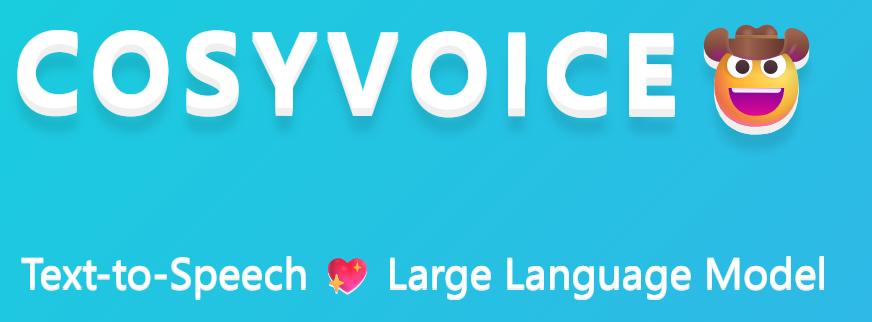 COSYVOICE 🤠
Text-to-Speech 💖 Large Language Model